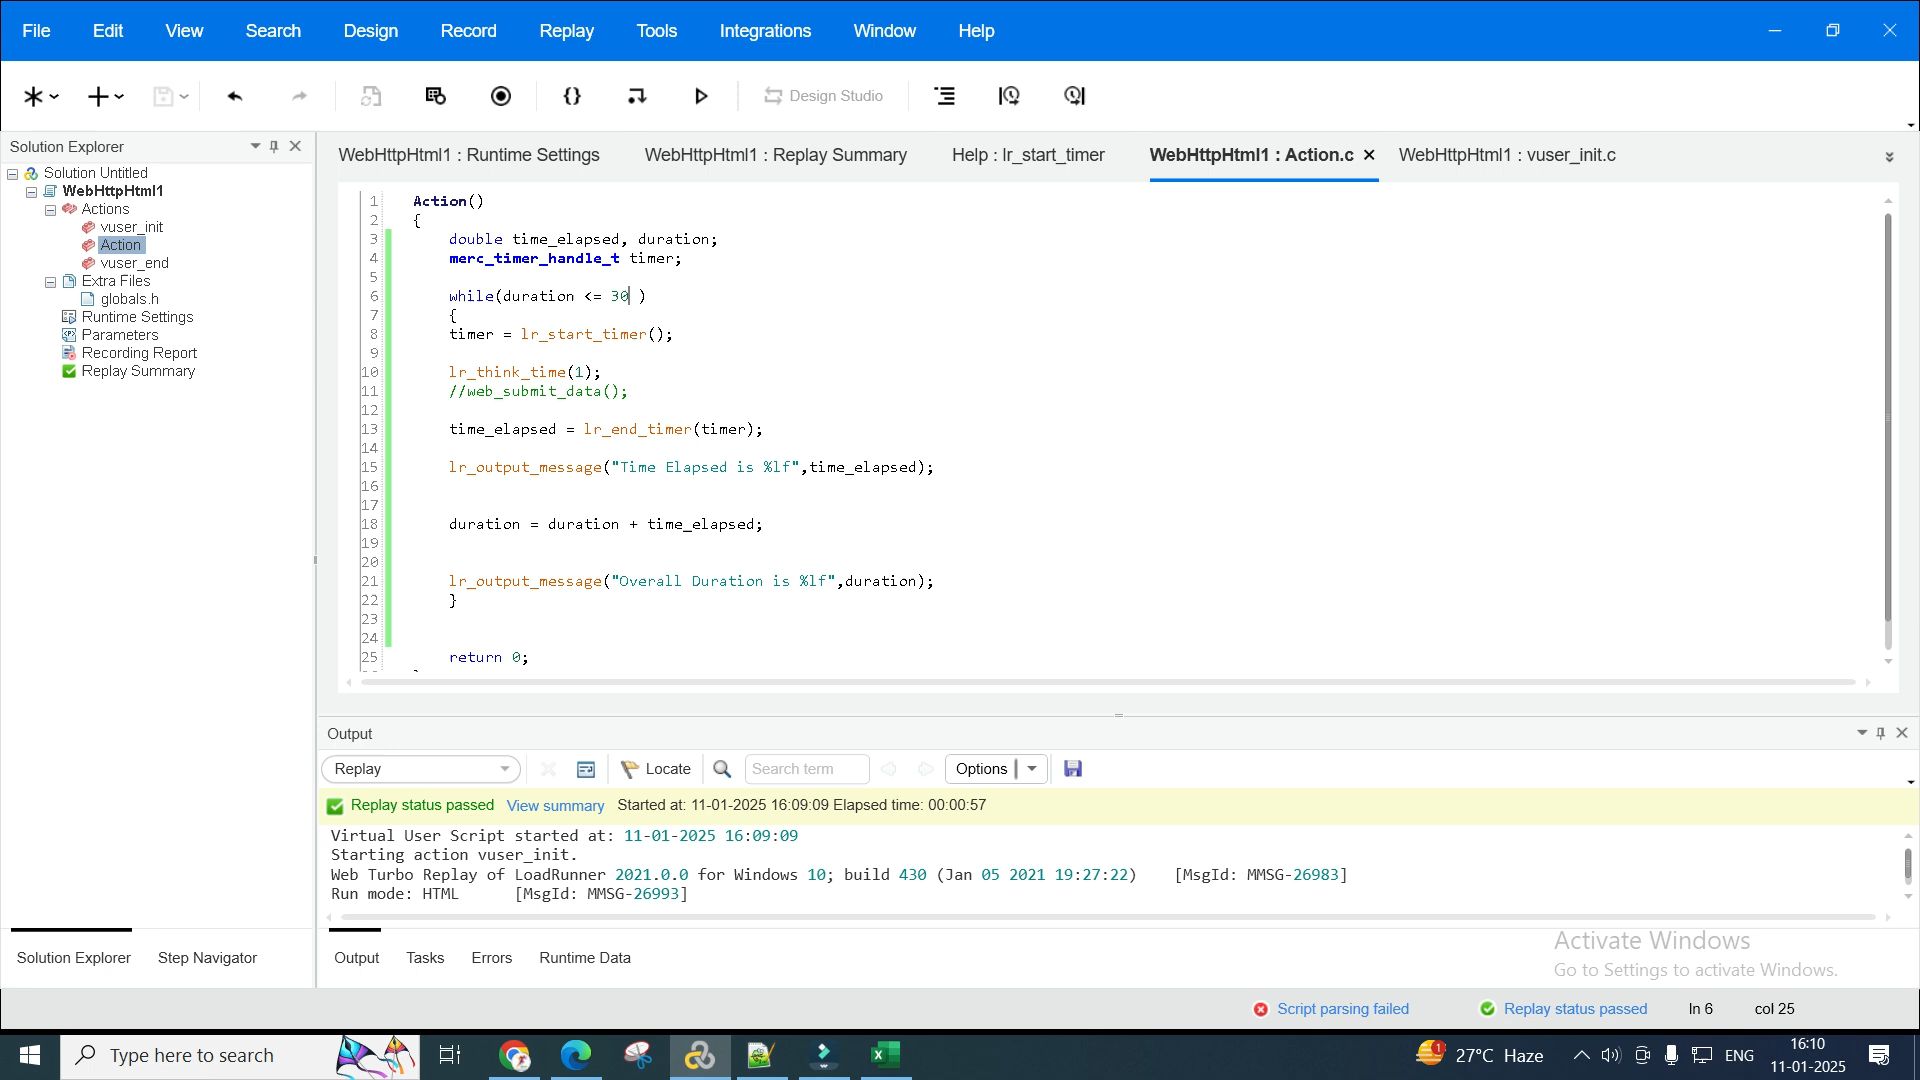 File Edit View Search Design Record Replay Tools Integrations Window Help
Design Studio
Solution Explorer
Solution Untitled
WebHttpHtml1
Actions
vuser_init
Action
vuser_end
Extra Files
globals.h
Runtime Settings
Parameters
Recording Report
Replay Summary
WebHttpHtml1 : Runtime Settings WebHttpHtml1 : Replay Summary Help : lr_start_timer WebHttpHtml1 : Action.c WebHttpHtml1 : vuser_init.c
1 Action()
2 {
3 double time_elapsed, duration;
4 merc_timer_handle_t timer;
5
6 while(duration <= 30 )
7 {
8 timer = lr_start_timer();
9
10 lr_think_time(1);
11 //web_submit_data();
12
13 time_elapsed = lr_end_timer(timer);
14
15 lr_output_message("Time Elapsed is %lf",time_elapsed);
16
17
18 duration = duration + time_elapsed;
19
20
21 lr_output_message("Overall Duration is %lf",duration);
22 }
23
24
25 return 0;
Output
Replay Locate Search term Options
Replay status passed View summary Started at: 11-01-2025 16:09:09 Elapsed time: 00:00:57
Virtual User Script started at: 11-01-2025 16:09:09
Starting action vuser_init.
Web Turbo Replay of LoadRunner 2021.0.0 for Windows 10; build 430 (Jan 05 2021 19:27:22) [MsgId: MMSG-26983]
Run mode: HTML [MsgId: MMSG-26993]
Solution Explorer Step Navigator
Output Tasks Errors Runtime Data
Activate Windows
Go to Settings to activate Windows.
Script parsing failed Replay status passed ln 6 col 25
Type here to search
1
27°C Haze
ENG
16:10
11-01-2025